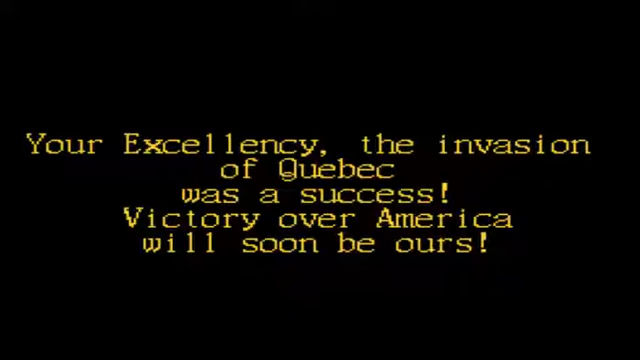 Your Excellency, the invasion
of Quebec
was a success!
Victory over America
will soon be ours!